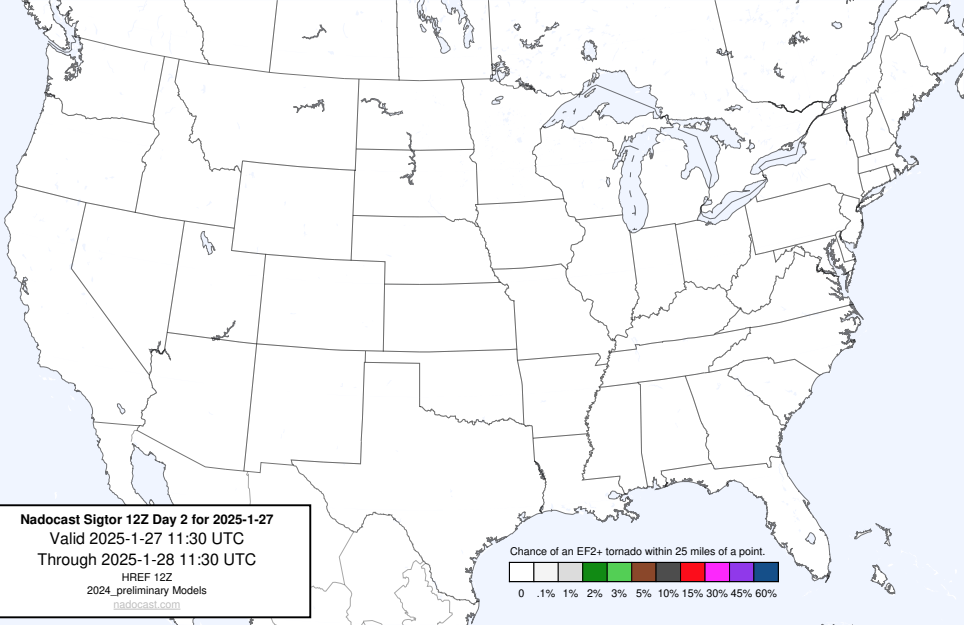 Nadocast Sigtor 12Z Day 2 for 2025-1-27
Valid 2025-1-27 11:30 UTC
Through 2025-1-28 11:30 UTC
HREF 12Z
2024_preliminary Models
nadocast.com
Chance of an EF2+ tornado within 25 miles of a point.
0 .1% 1% 2% 3% 5% 10% 15% 30% 45% 60%